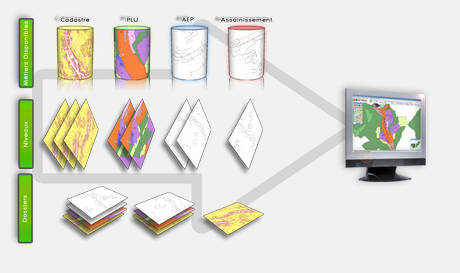 Cadastre
PLU
AEP
Assainissement
Métiers Disponibles
Niveaux
Dossiers